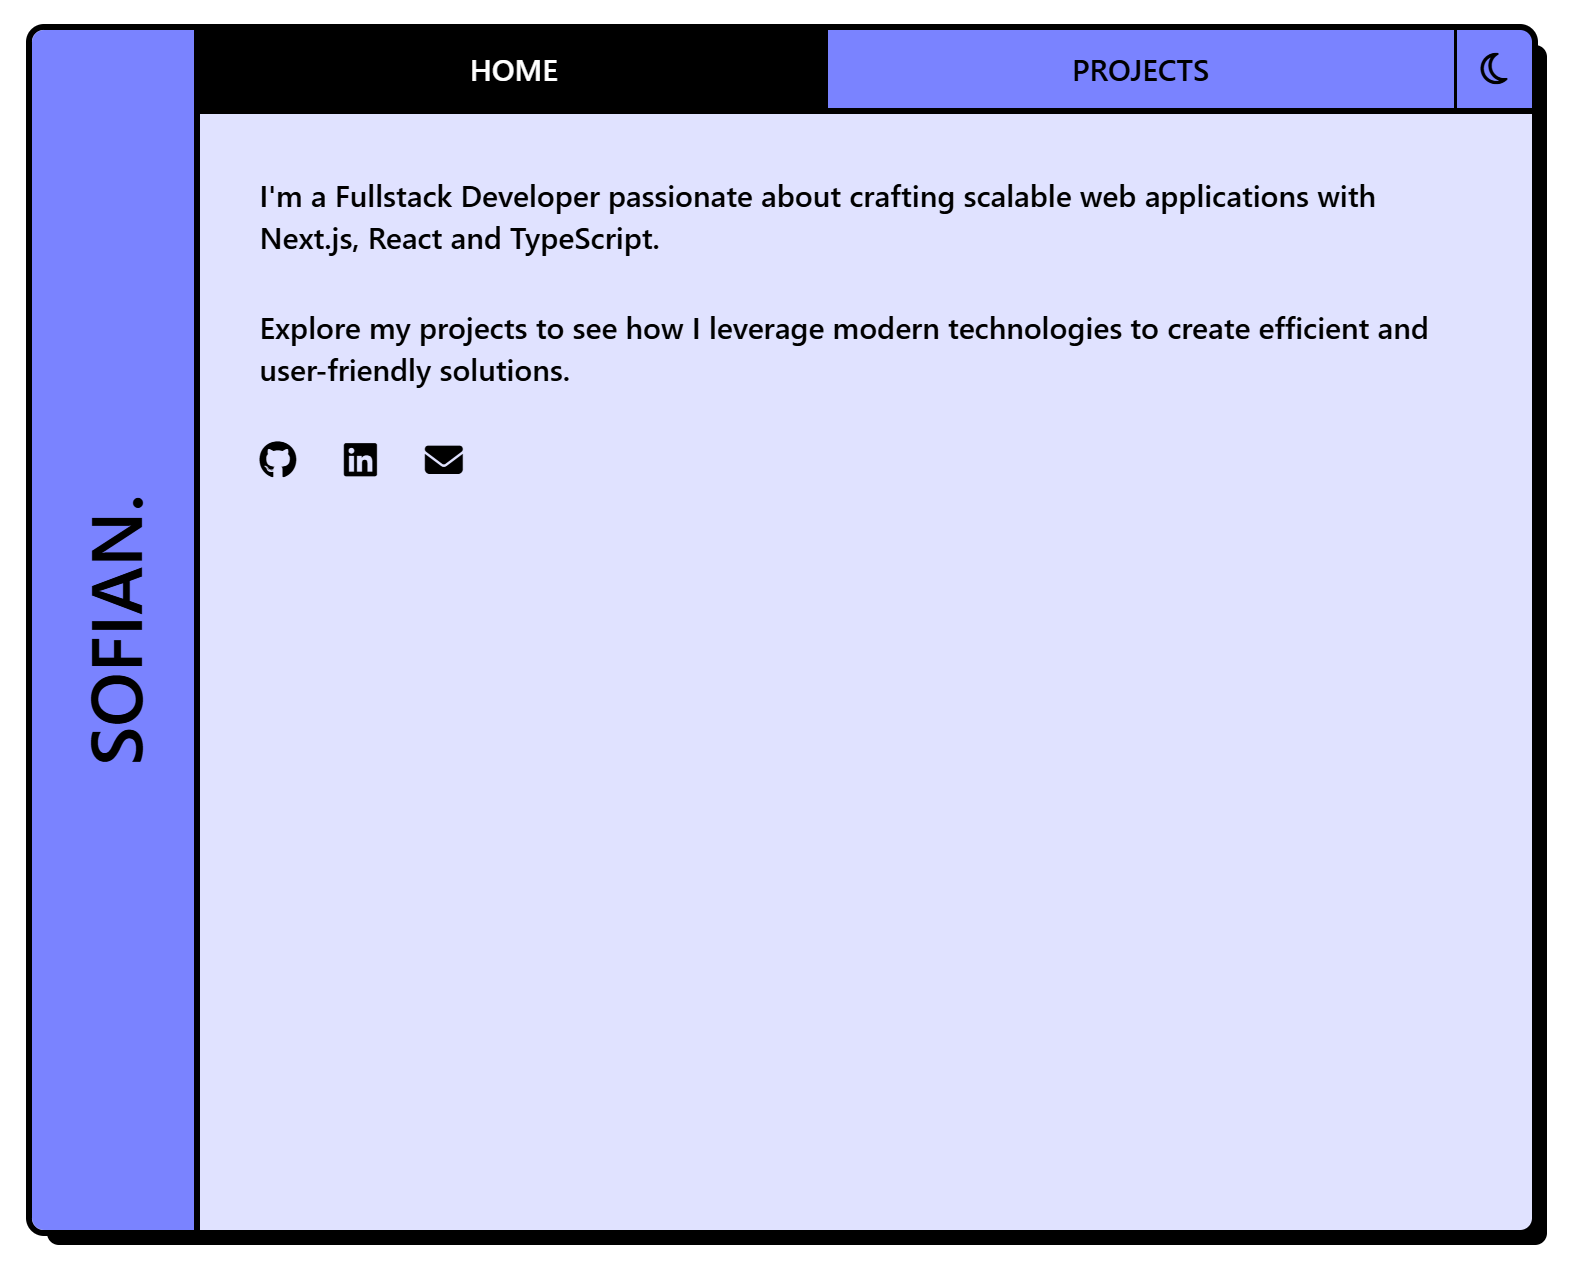 HOME
PROJECTS
SOFIAN.
I'm a Fullstack Developer passionate about crafting scalable web applications with
Next.js, React and TypeScript.
Explore my projects to see how I leverage modern technologies to create efficient and
user-friendly solutions.
in